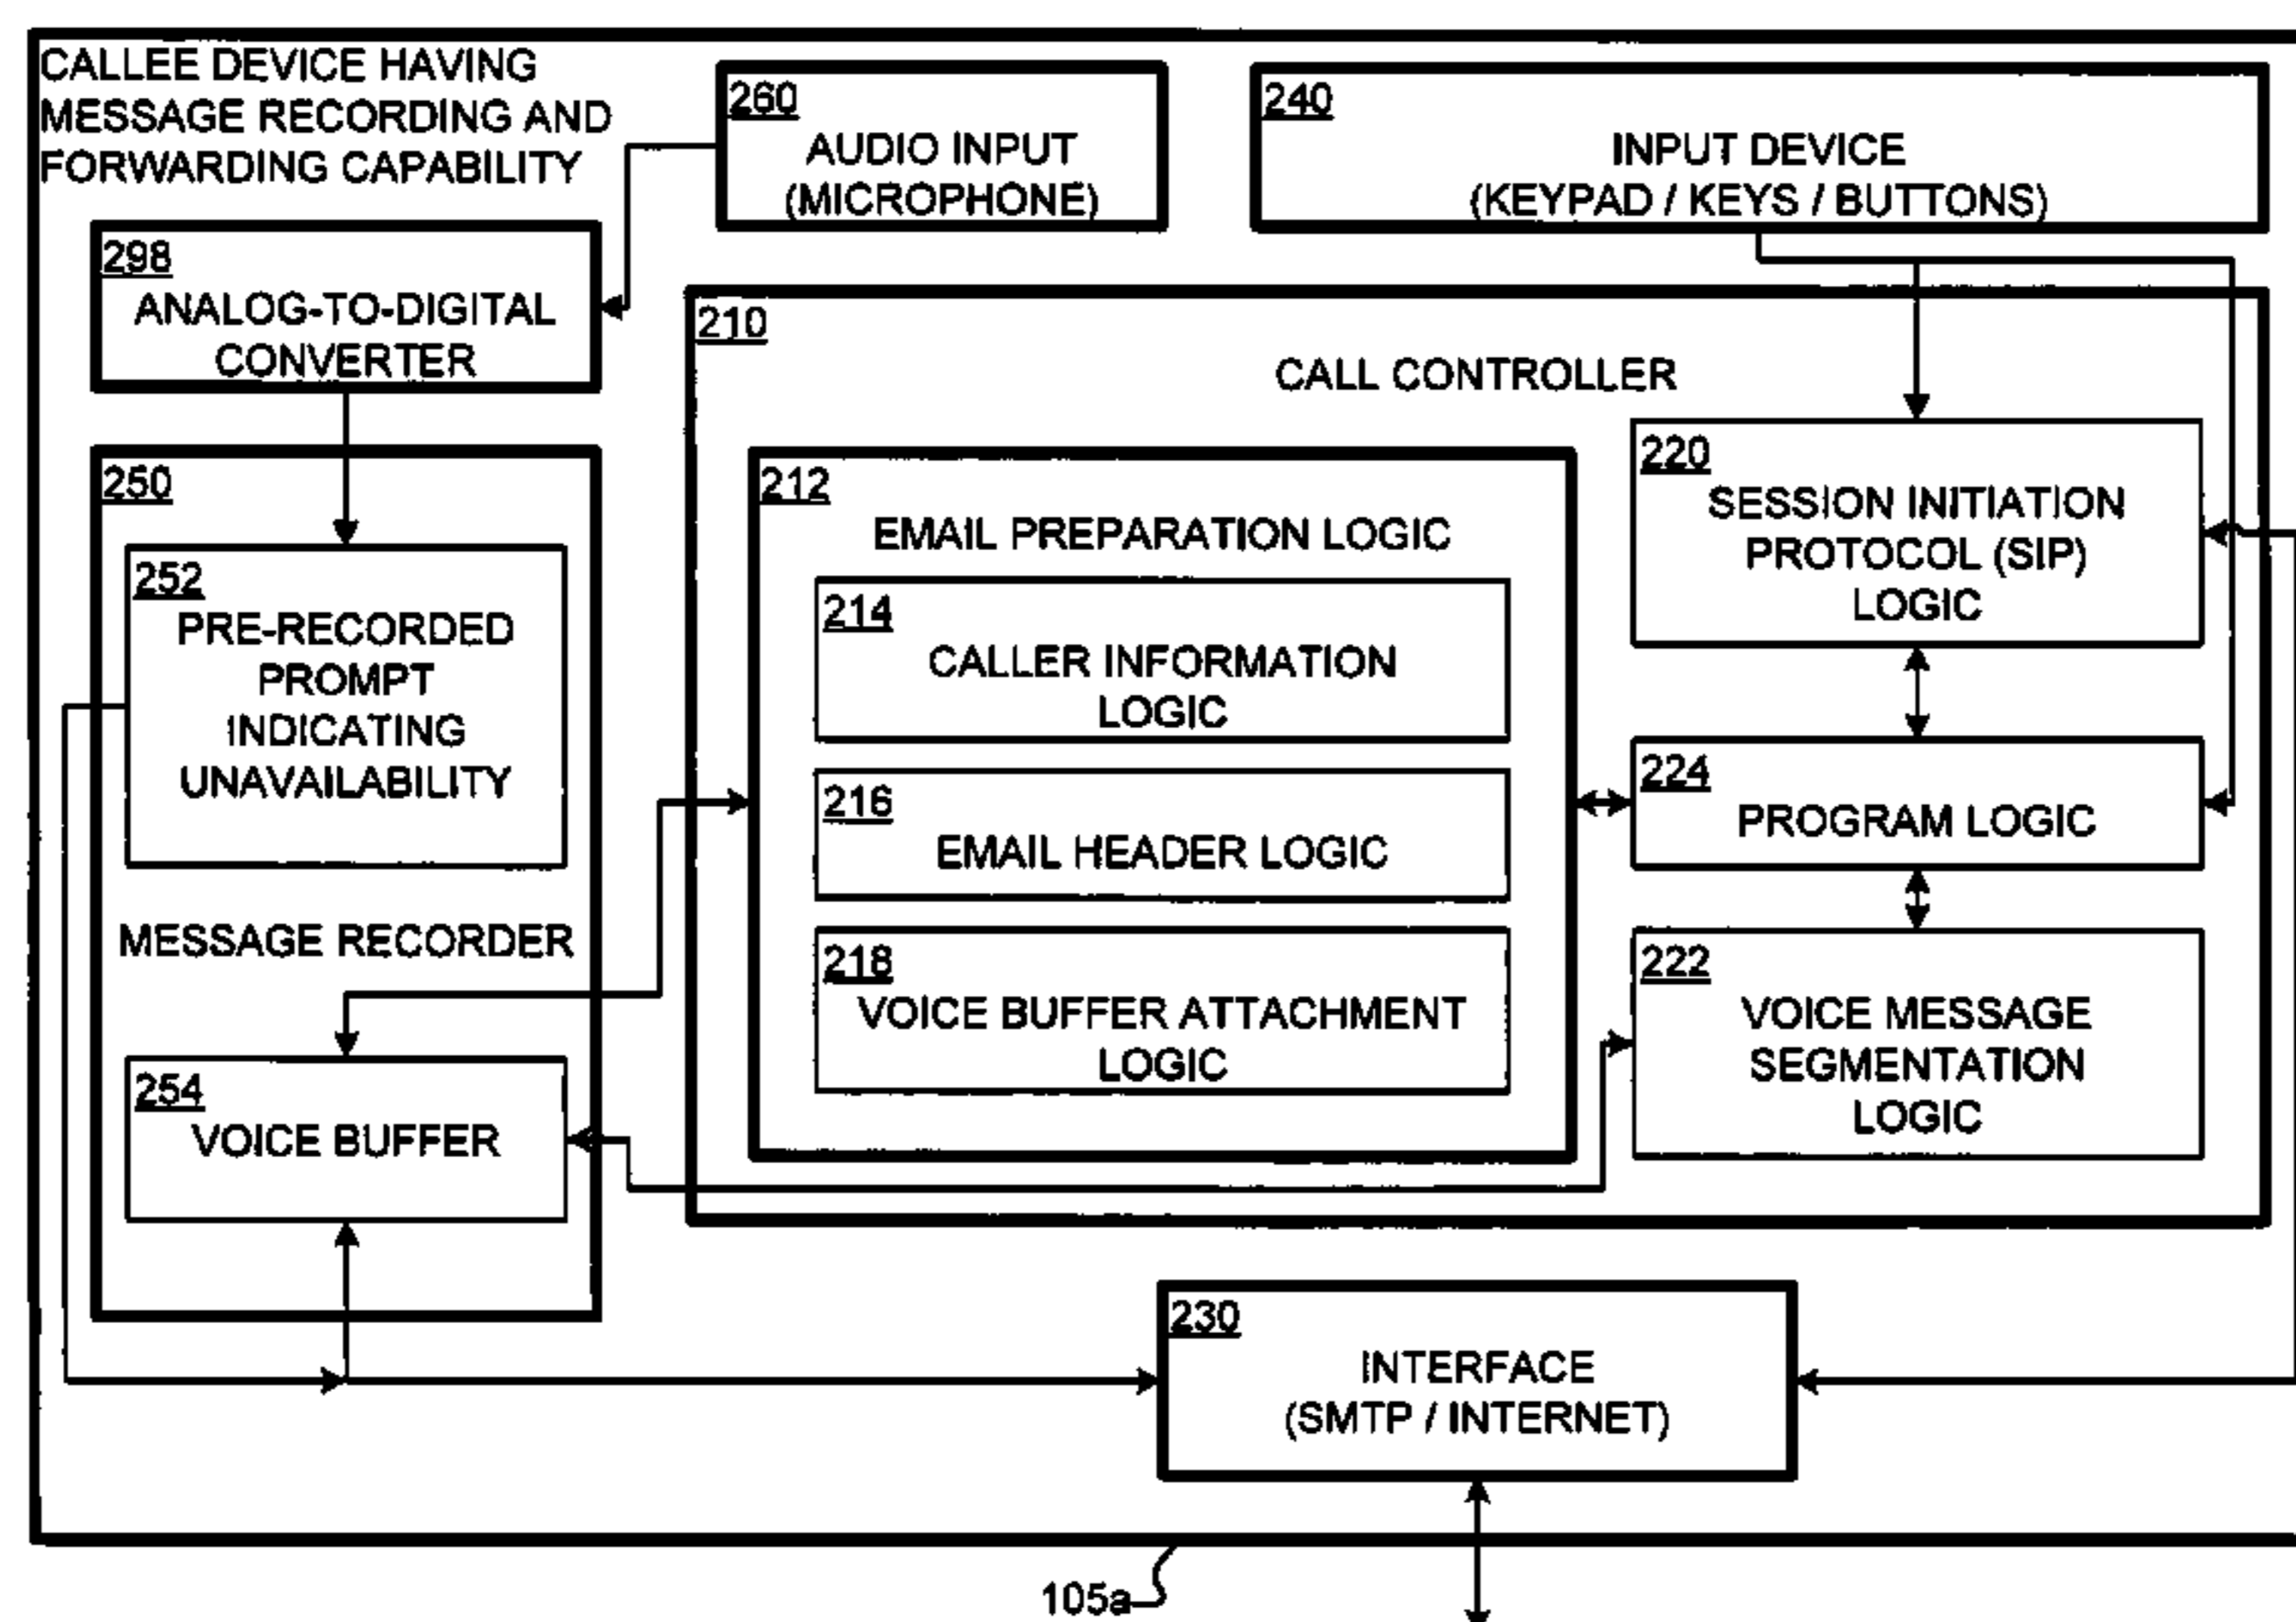 CALLEE DEVICE HAVING
MESSAGE RECORDING AND
FORWARDING CAPABILITY
260
AUDIO INPUT
(MICROPHONE)
240
INPUT DEVICE
(KEYPAD / KEYS / BUTTONS)
298
ANALOG-TO-DIGITAL
CONVERTER
210
CALL CONTROLLER
250
252
PRE-RECORDED
PROMPT
INDICATING
UNAVAILABILITY
MESSAGE RECORDER
254
VOICE BUFFER
212
EMAIL PREPARATION LOGIC
214
CALLER INFORMATION
LOGIC
216
EMAIL HEADER LOGIC
218
VOICE BUFFER ATTACHMENT
LOGIC
220
SESSION INITIATION
PROTOCOL (SIP)
LOGIC
224
PROGRAM LOGIC
222
VOICE MESSAGE
SEGMENTATION
LOGIC
230
INTERFACE
(SMTP / INTERNET)
105a